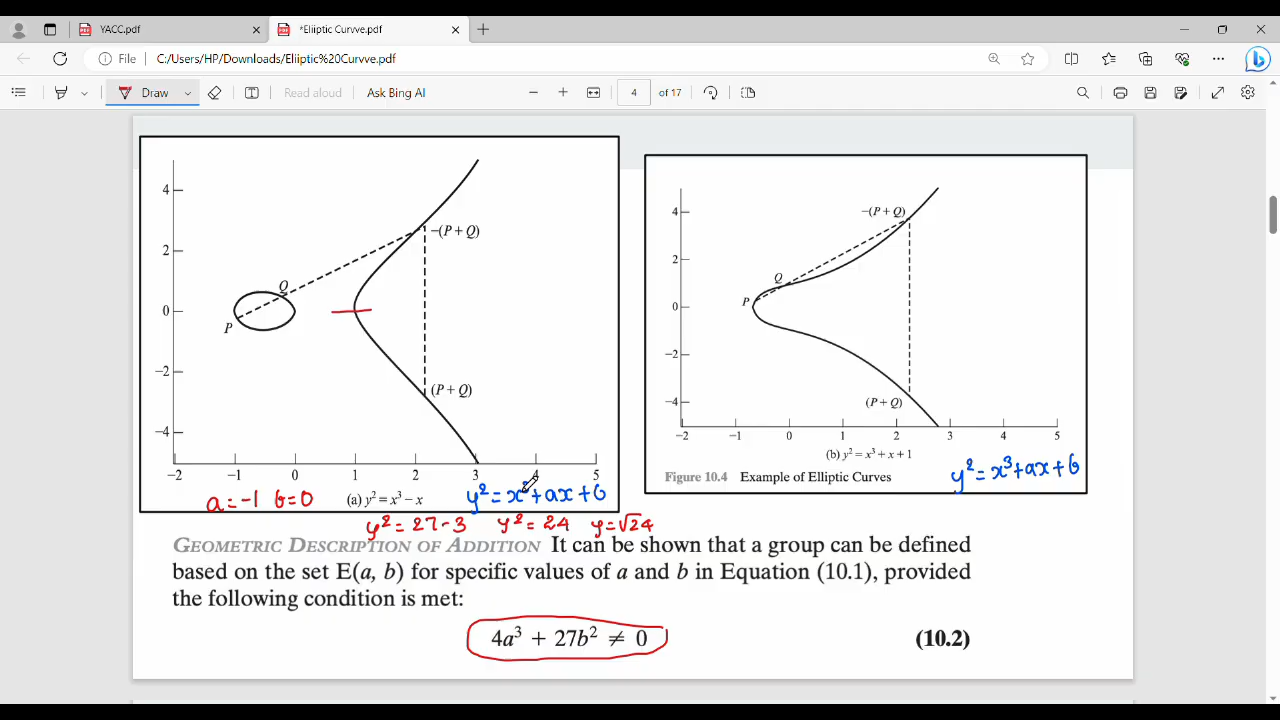 YACC.pdf
*Eliiptic Curvve.pdf
File
C:/Users/HP/Downloads/Eliiptic%20Curvve.pdf
Draw
Read aloud
Ask Bing AI
4
of 17
4
2
0
−2
−4
−2 −1 0 1 2 3 4 5
P
Q
−(P + Q)
(P + Q)
a = -1 b = 0
(a) y² = x³ − x
y² = x³ + ax + b
y² = 27 - 3 y² = 24 y = √24
4
2
0
−2
−4
−2 −1 0 1 2 3 4 5
P
Q
−(P + Q)
(P + Q)
(b) y² = x³ + x + 1
Figure 10.4 Example of Elliptic Curves
y² = x³ + ax + b
GEOMETRIC DESCRIPTION OF ADDITION It can be shown that a group can be defined
based on the set E(a, b) for specific values of a and b in Equation (10.1), provided
the following condition is met:
4a³ + 27b² ≠ 0 (10.2)